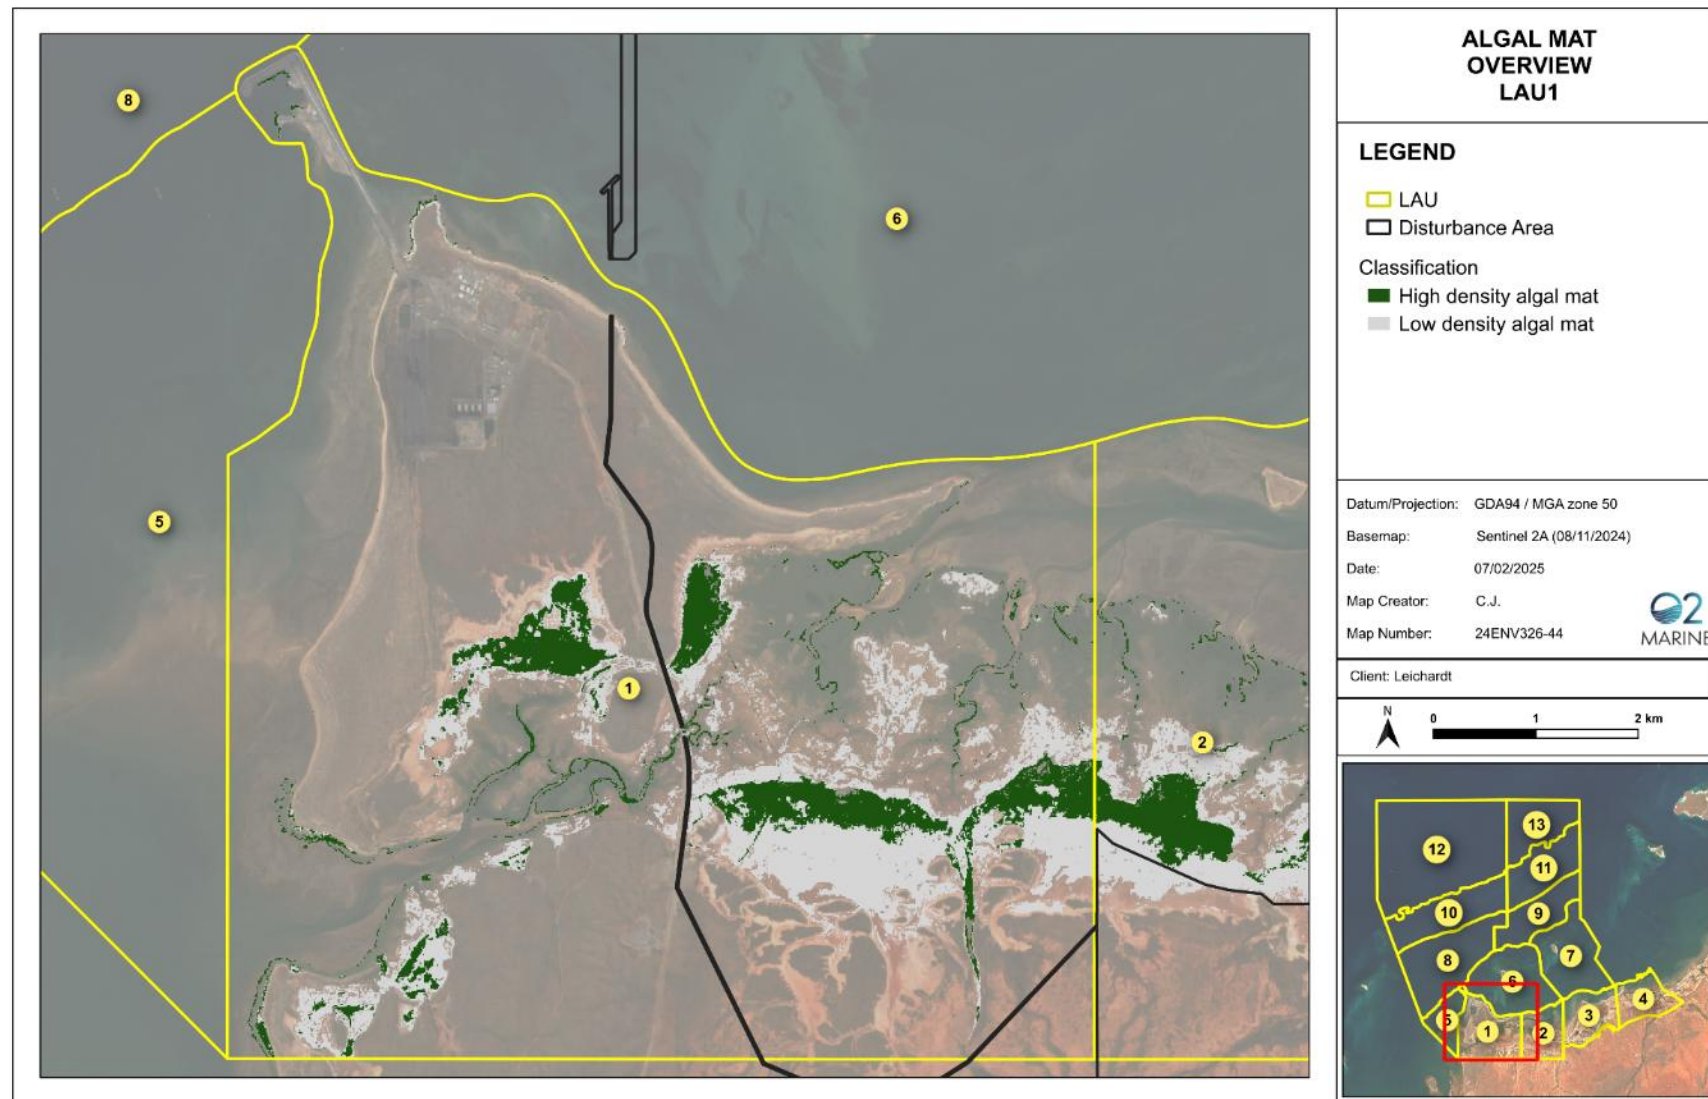 ALGAL MAT
OVERVIEW
LAU1
LEGEND
LAU
Disturbance Area
Classification
High density algal mat
Low density algal mat
Datum/Projection: GDA94 / MGA zone 50
Basemap: Sentinel 2A (08/11/2024)
Date: 07/02/2025
Map Creator: C.J.
Map Number: 24ENV326-44
O2
MARINE
Client: Leichardt
N
0 1 2 km
8
6
5
1
2
13
12
11
10
9
8
7
6
5
4
3
1
2